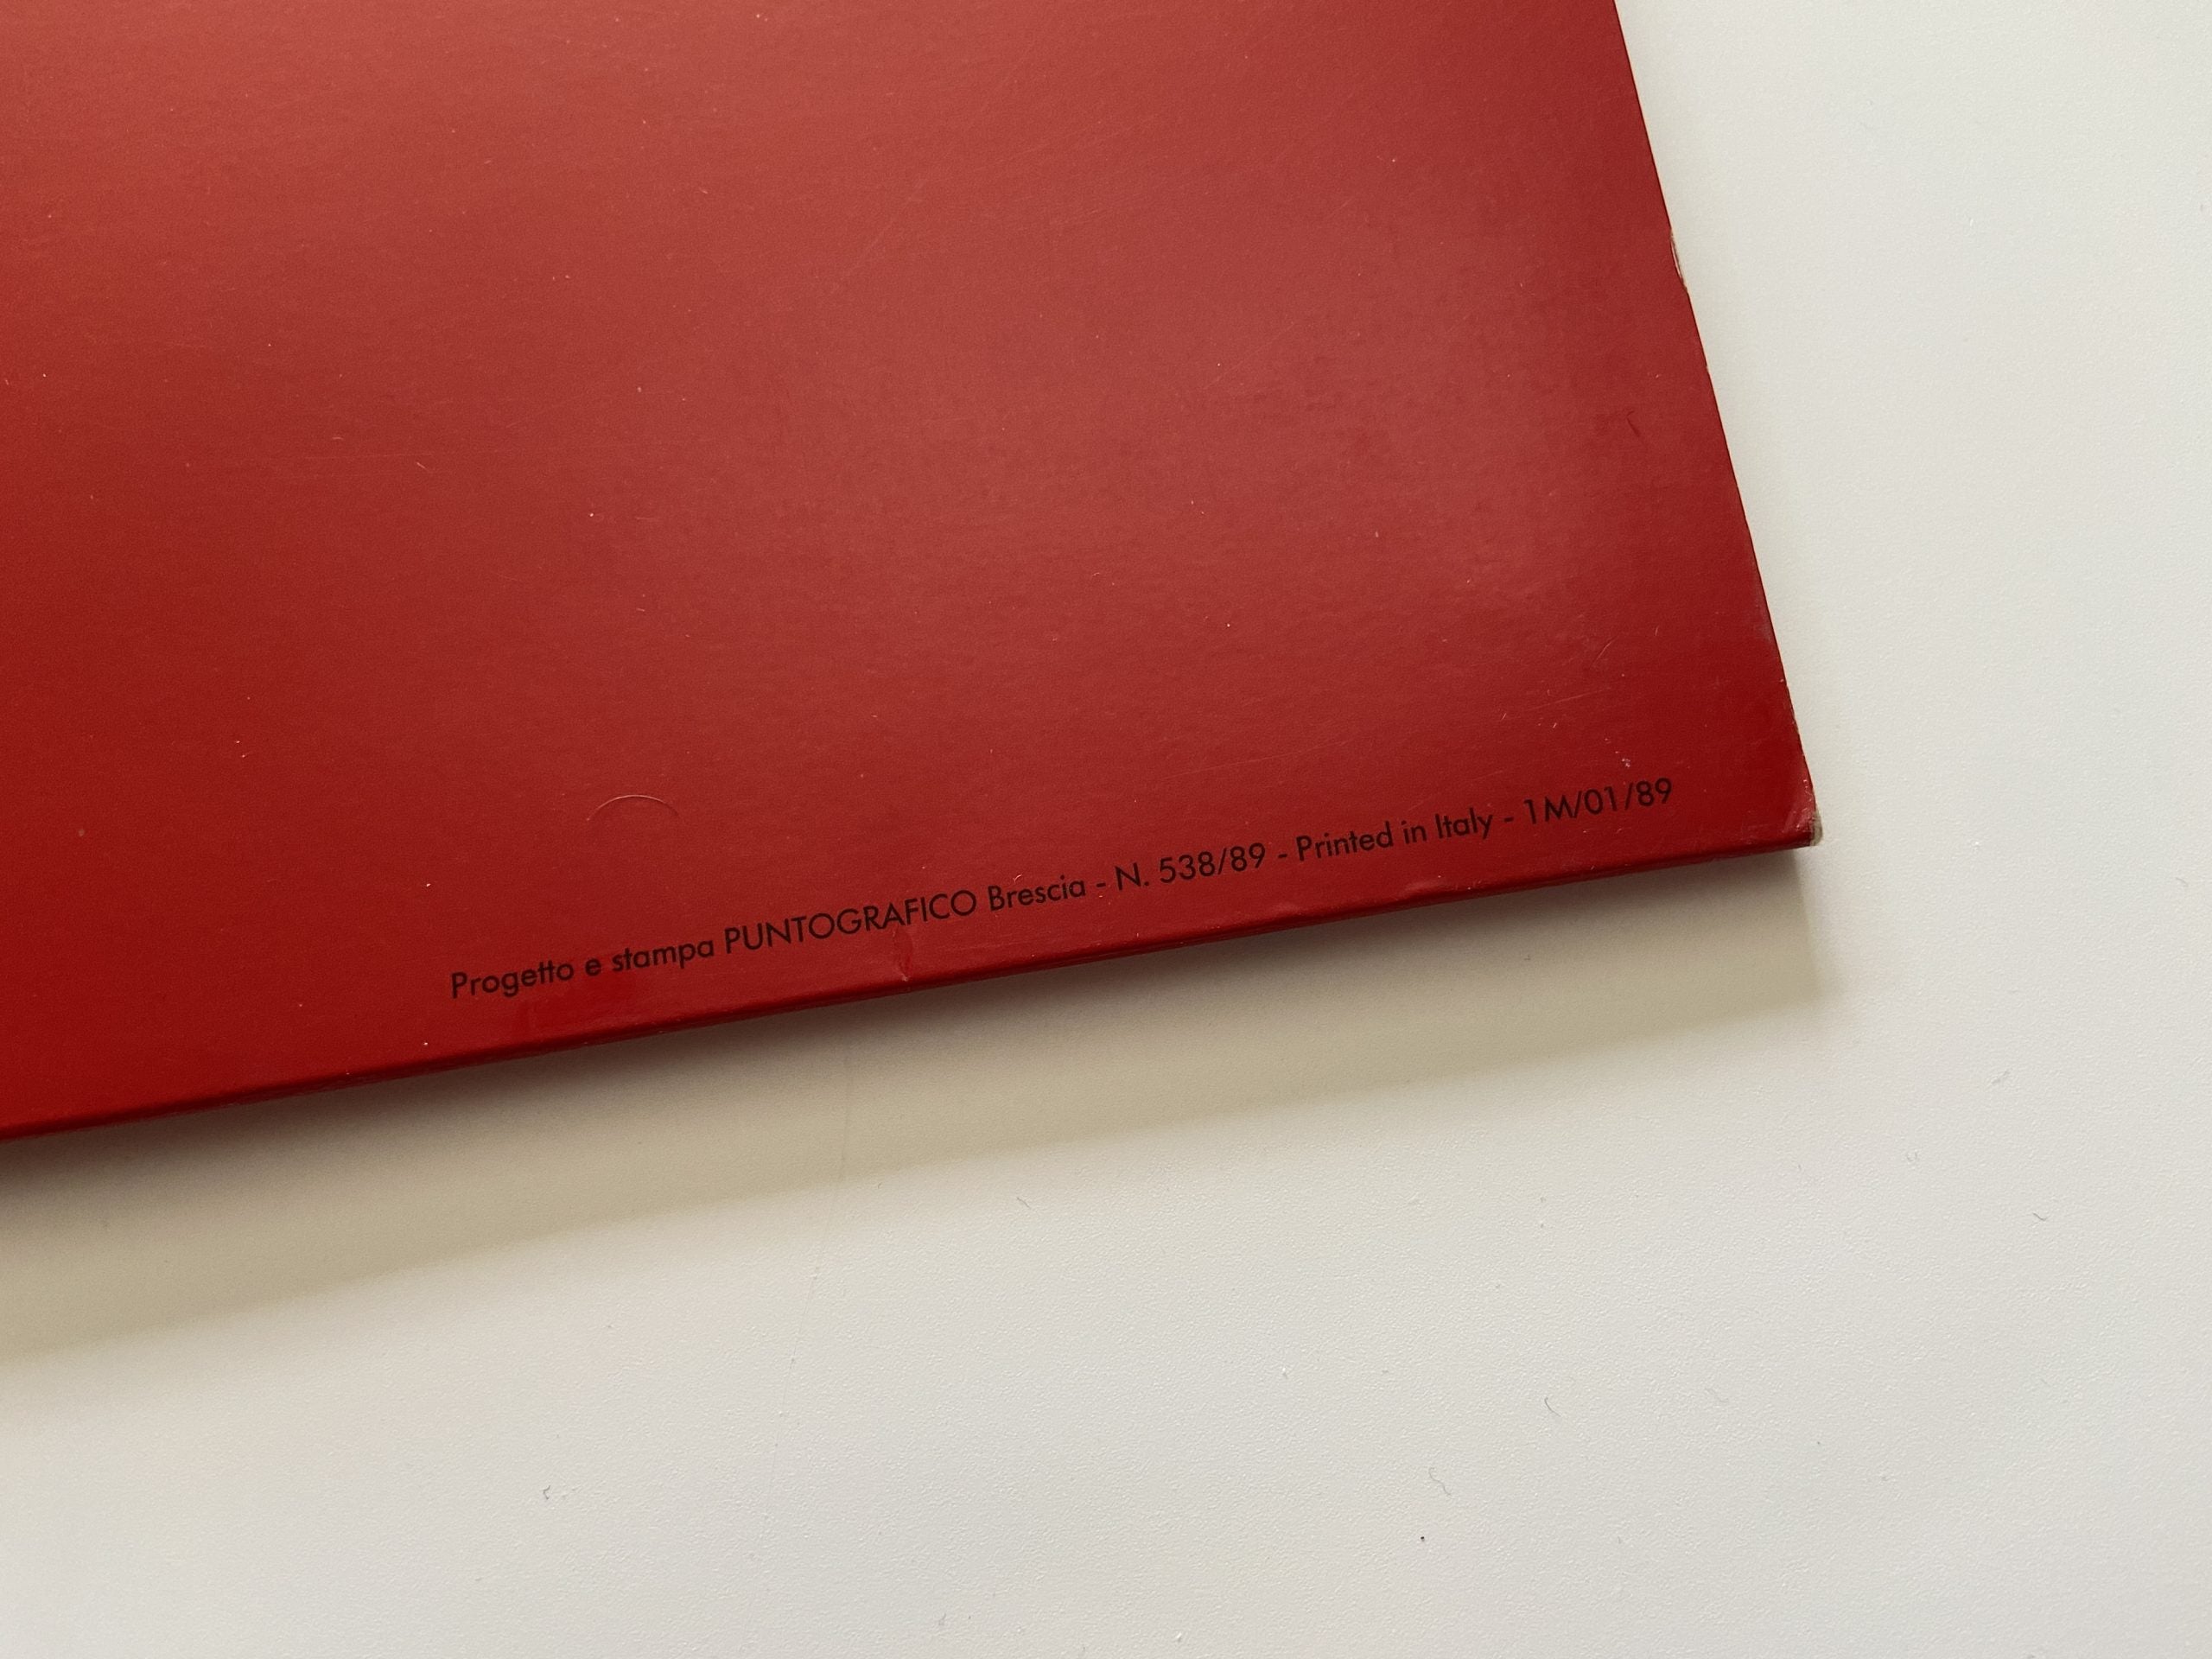 Progetto e stampa PUNTOGRAFICO Brescia - N. 538/89 - Printed in Italy - 1M/01/89